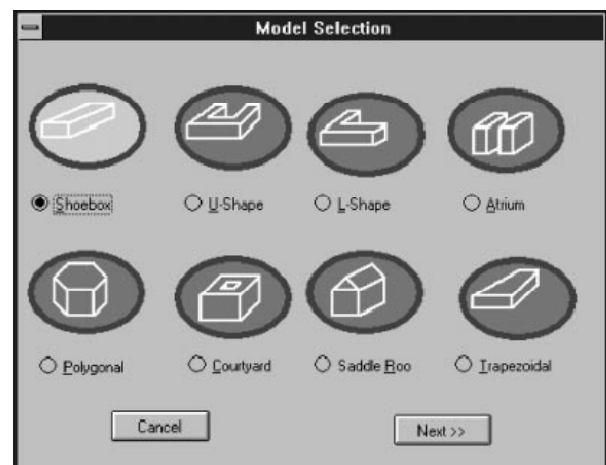 Model Selection
Shoebox U-Shape L-Shape Atrium
Polygonal Courtyard Saddle Roo Trapezoidal
Cancel Next >>